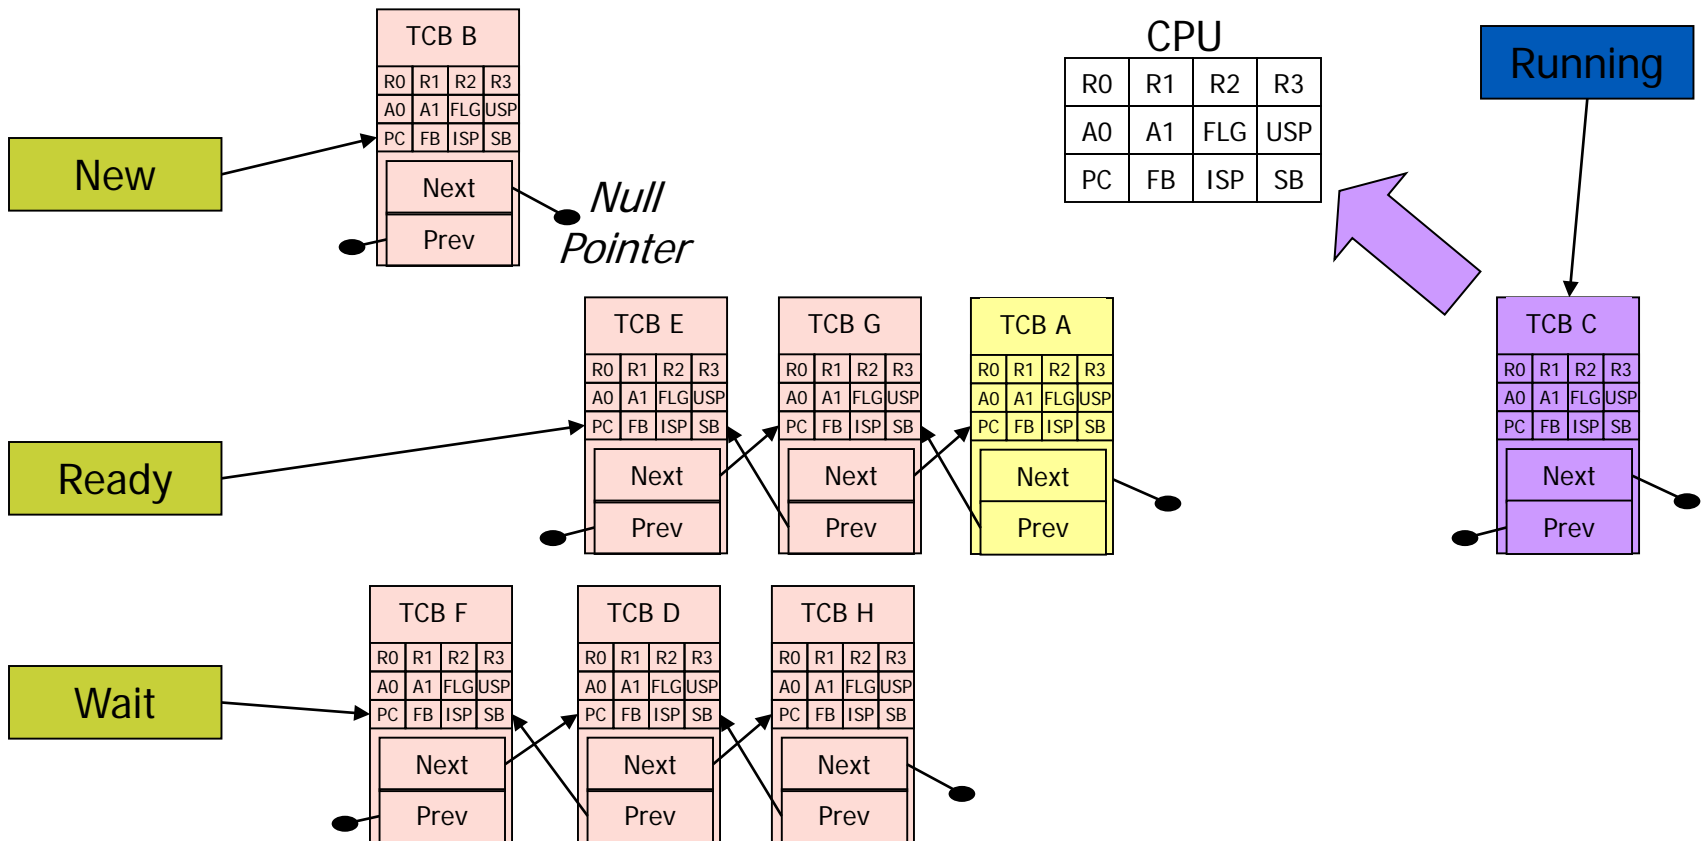 TCB B
R0 R1 R2 R3
A0 A1 FLG USP
PC FB ISP SB
Next
Prev
New
Null
Pointer
CPU
R0 R1 R2 R3
A0 A1 FLG USP
PC FB ISP SB
Running
Ready
TCB E
R0 R1 R2 R3
A0 A1 FLG USP
PC FB ISP SB
Next
Prev
TCB G
R0 R1 R2 R3
A0 A1 FLG USP
PC FB ISP SB
Next
Prev
TCB A
R0 R1 R2 R3
A0 A1 FLG USP
PC FB ISP SB
Next
Prev
TCB C
R0 R1 R2 R3
A0 A1 FLG USP
PC FB ISP SB
Next
Prev
Wait
TCB F
R0 R1 R2 R3
A0 A1 FLG USP
PC FB ISP SB
Next
Prev
TCB D
R0 R1 R2 R3
A0 A1 FLG USP
PC FB ISP SB
Next
Prev
TCB H
R0 R1 R2 R3
A0 A1 FLG USP
PC FB ISP SB
Next
Prev